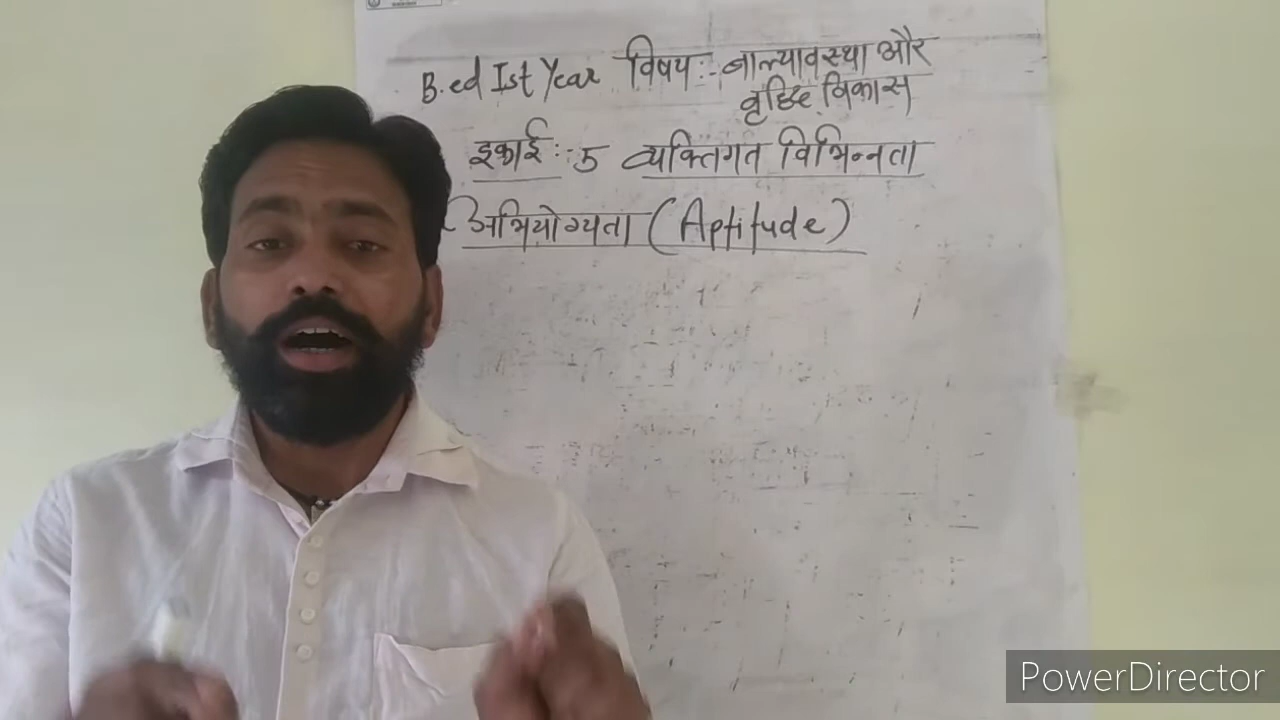 B.ed Ist Year विषय:- बाल्यावस्था और
वृद्धि विकास
इकाई:- 5 व्यक्तिगत विभिन्नता
अभियोग्यता (Aptitude)
PowerDirector